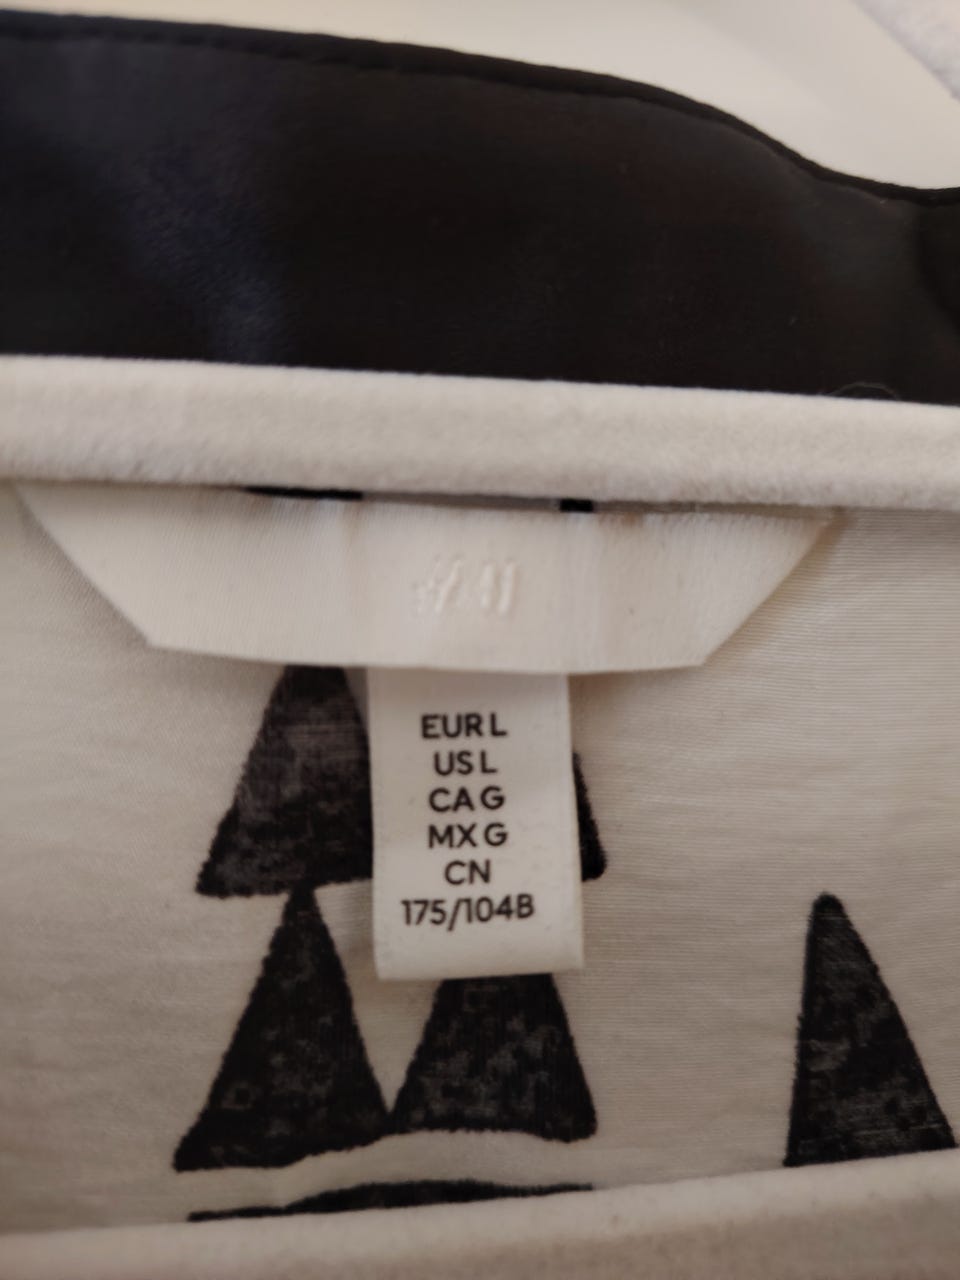 H&M
EUR L
US L
CA G
MX G
CN
175/104B